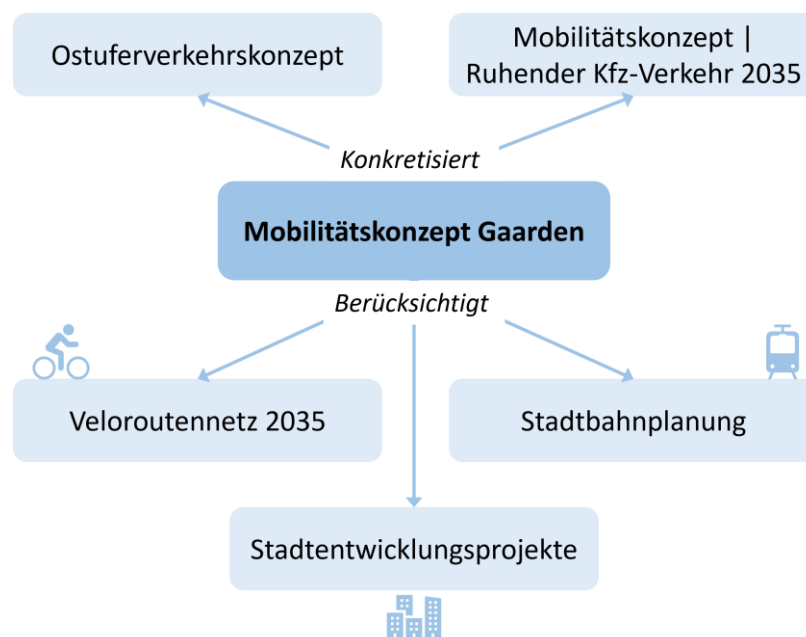 Ostuferverkehrskonzept
Mobilitätskonzept |
Ruhender Kfz-Verkehr 2035
Konkretisiert
Mobilitätskonzept Gaarden
Berücksichtigt
Veloroutennetz 2035
Stadtbahnplanung
Stadtentwicklungsprojekte